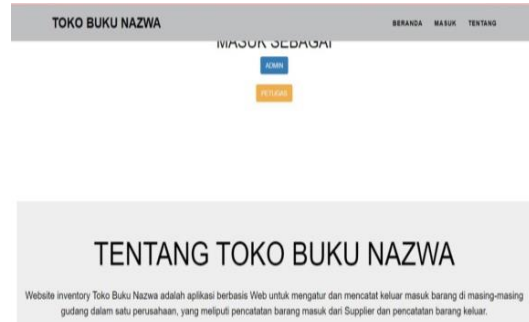 TOKO BUKU NAZWA
BERANDA MASUK TENTANG
MASUK SEBAGAI
ADMIN
PETUGAS
TENTANG TOKO BUKU NAZWA
Website inventory Toko Buku Nazwa adalah aplikasi berbasis Web untuk mengatur dan mencatat keluar masuk barang di masing-masing
gudang dalam satu perusahaan, yang meliputi pencatatan barang masuk dari Supplier dan pencatatan barang keluar.